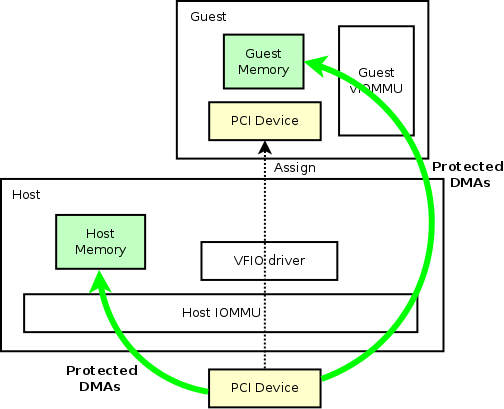 Guest
Guest
Memory
Guest
VIOMMU
PCI Device
Protected
DMAs
Assign
Host
Host
Memory
VFIO driver
Host IOMMU
Protected
DMAs
PCI Device